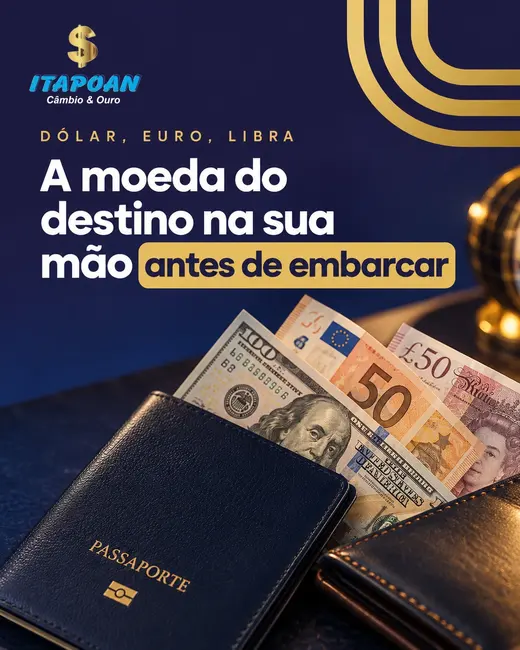 $
ITAPOAN
Câmbio & Ouro
DÓLAR, EURO, LIBRA
A moeda do
destino na sua
mão antes de embarcar
100
50
£50
PASSAPORTE